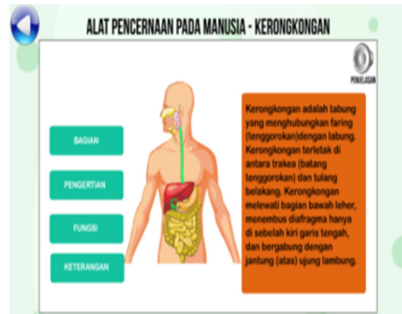 ALAT PENCERNAAN PADA MANUSIA - KERONGKONGAN
PENJELASAN
BAGIAN
PENGERTIAN
FUNGSI
KETERANGAN
Kerongkongan adalah tabung
yang menghubungkan faring
(tenggorokan)dengan labung.
Kerongkongan terletak di
antara trakea (batang
tenggorokan) dan tulang
belakang. Kerongkongan
melewati bagian bawah leher,
menembus diafragma hanya
di sebelah kiri garis tengah,
dan bergabung dengan
jantung (atas) ujung lambung.